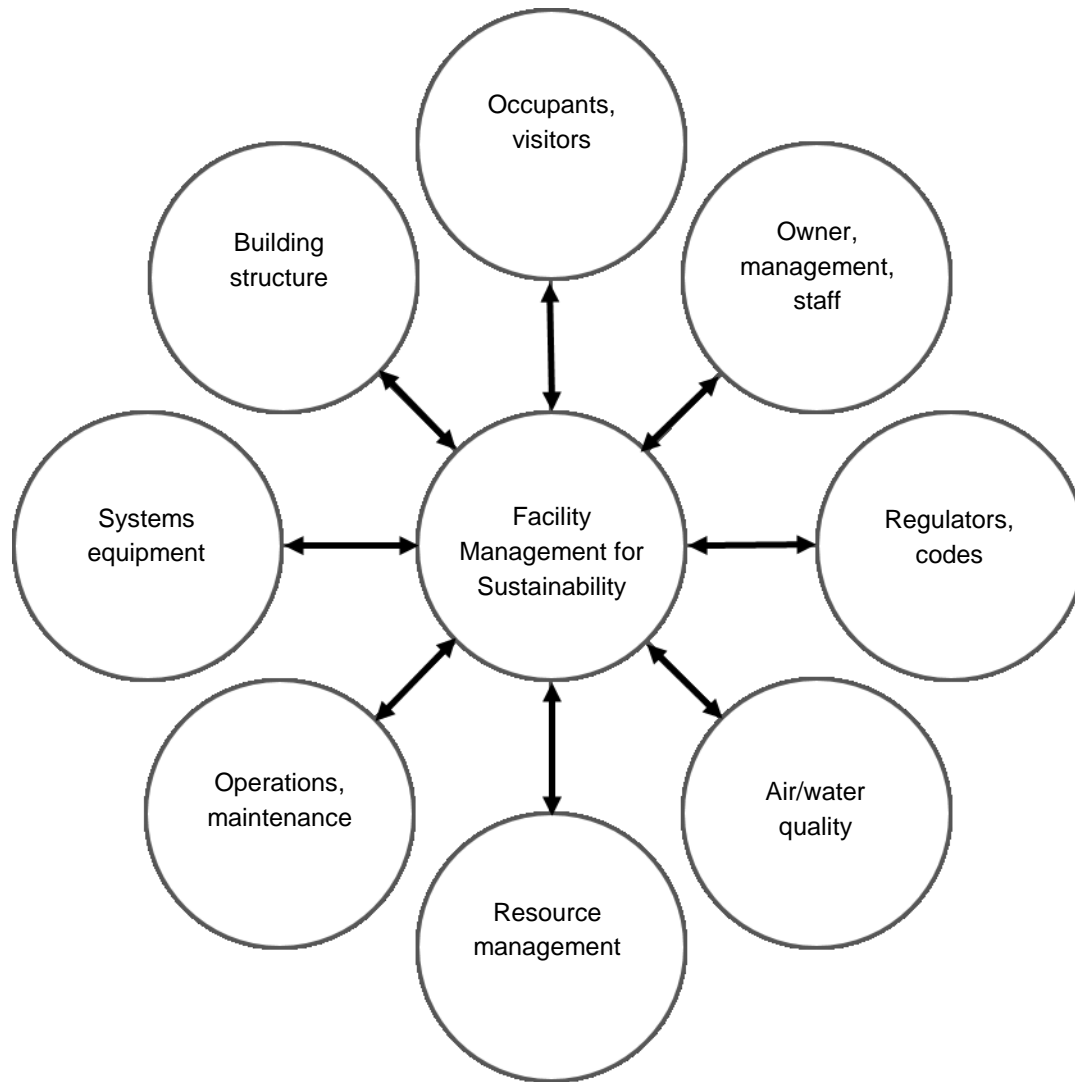 Occupants,
visitors
Building
structure
Owner,
management,
staff
Systems
equipment
Facility
Management for
Sustainability
Regulators,
codes
Operations,
maintenance
Air/water
quality
Resource
management